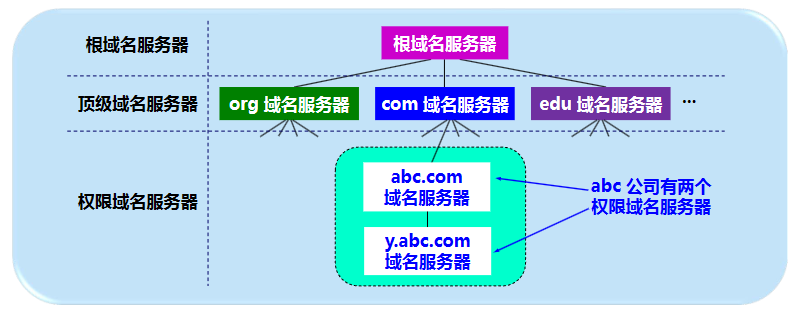 根域名服务器
根域名服务器
顶级域名服务器
org 域名服务器
com 域名服务器
edu 域名服务器
...
权限域名服务器
abc.com
域名服务器
y.abc.com
域名服务器
abc 公司有两个
权限域名服务器